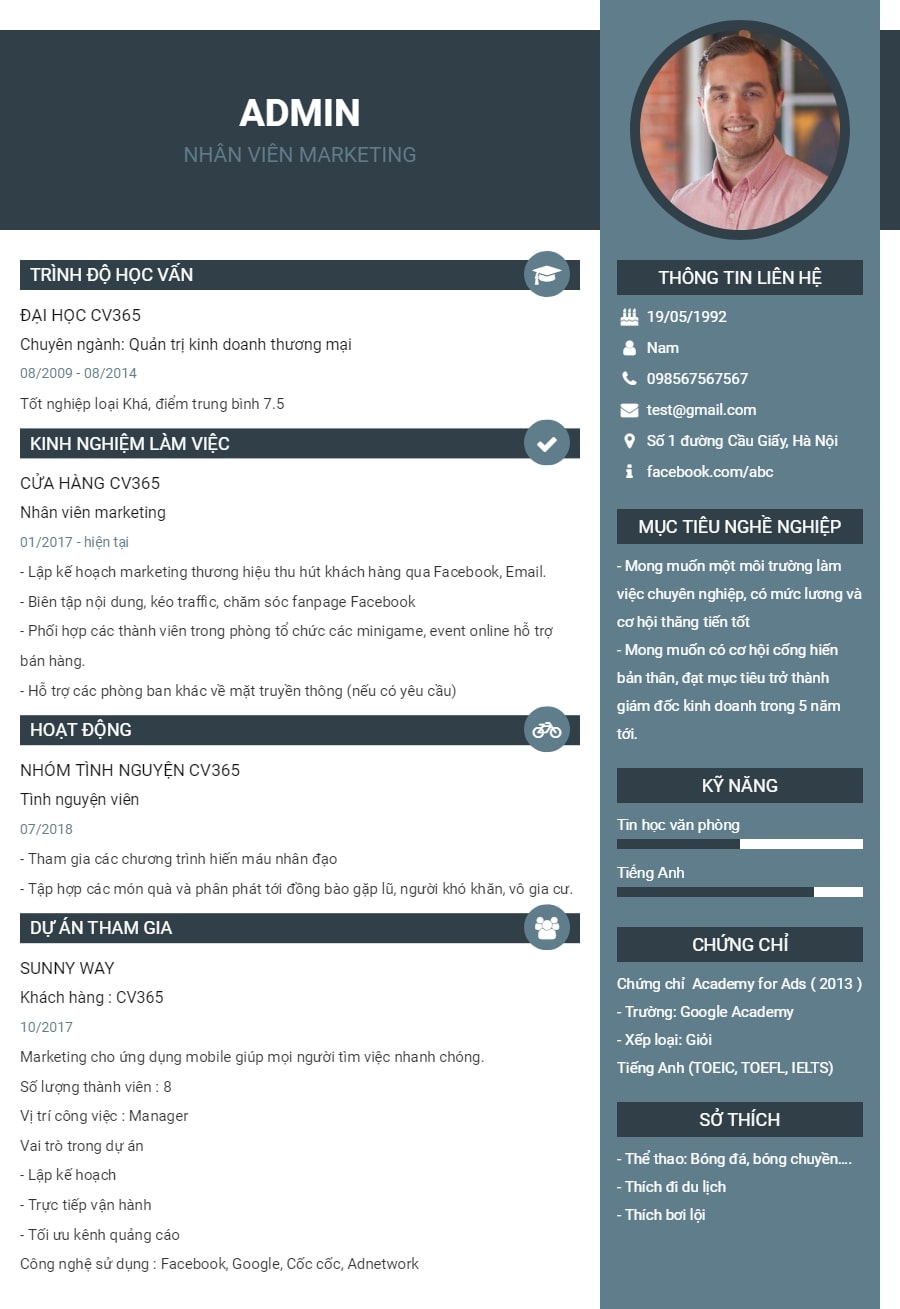 ADMIN
NHÂN VIÊN MARKETING
TRÌNH ĐỘ HỌC VẤN
ĐẠI HỌC CV365
Chuyên ngành: Quản trị kinh doanh thương mại
08/2009 - 08/2014
Tốt nghiệp loại Khá, điểm trung bình 7.5
KINH NGHIỆM LÀM VIỆC
CỬA HÀNG CV365
Nhân viên marketing
01/2017 - hiện tại
- Lập kế hoạch marketing thương hiệu thu hút khách hàng qua Facebook, Email.
- Biên tập nội dung, kéo traffic, chăm sóc fanpage Facebook
- Phối hợp các thành viên trong phòng tổ chức các minigame, event online hỗ trợ
bán hàng.
- Hỗ trợ các phòng ban khác về mặt truyền thông (nếu có yêu cầu)
HOẠT ĐỘNG
NHÓM TÌNH NGUYỆN CV365
Tình nguyện viên
07/2018
- Tham gia các chương trình hiến máu nhân đạo
- Tập hợp các món quà và phân phát tới đồng bào gặp lũ, người khó khăn, vô gia cư.
DỰ ÁN THAM GIA
SUNNY WAY
Khách hàng : CV365
10/2017
Marketing cho ứng dụng mobile giúp mọi người tìm việc nhanh chóng.
Số lượng thành viên : 8
Vị trí công việc : Manager
Vai trò trong dự án
- Lập kế hoạch
- Trực tiếp vận hành
- Tối ưu kênh quảng cáo
Công nghệ sử dụng : Facebook, Google, Cốc cốc, Adnetwork
THÔNG TIN LIÊN HỆ
19/05/1992
Nam
098567567567
test@gmail.com
Số 1 đường Cầu Giấy, Hà Nội
facebook.com/abc
MỤC TIÊU NGHỀ NGHIỆP
- Mong muốn một môi trường làm
việc chuyên nghiệp, có mức lương và
cơ hội thăng tiến tốt
- Mong muốn có cơ hội cống hiến
bản thân, đạt mục tiêu trở thành
giám đốc kinh doanh trong 5 năm
tới.
KỸ NĂNG
Tin học văn phòng
Tiếng Anh
CHỨNG CHỈ
Chứng chỉ  Academy for Ads ( 2013 )
- Trường: Google Academy
- Xếp loại: Giỏi
Tiếng Anh (TOEIC, TOEFL, IELTS)
SỞ THÍCH
- Thể thao: Bóng đá, bóng chuyền....
- Thích đi du lịch
- Thích bơi lội